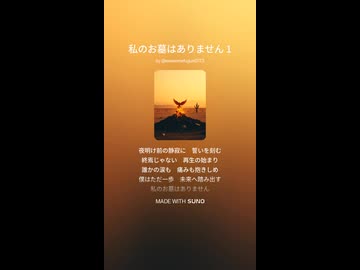 私のお墓はありません 1
夜明け前の静寂に　誓いを刻む
終焉じゃない　再生の始まり
誰かの涙も　痛みも抱きしめ
僕はただ一歩　未来へ踏み出す
私のお墓はありません
MADE WITH SUNO